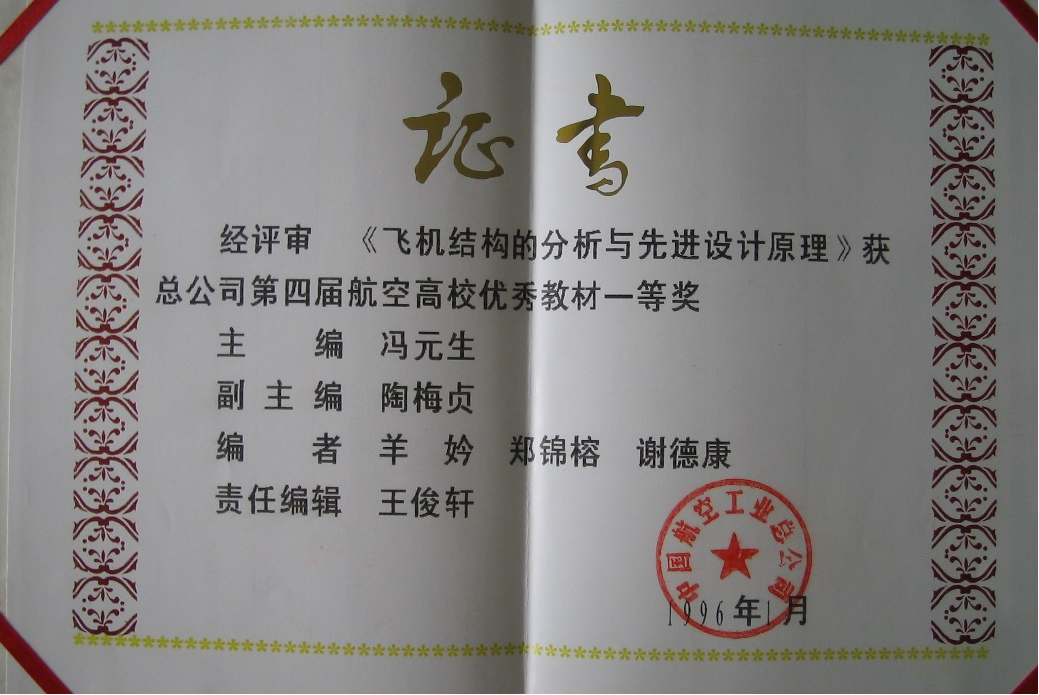 证书
经评审 《飞机结构的分析与先进设计原理》获
总公司第四届航空高校优秀教材一等奖
主编 冯元生
副主编 陶梅贞
编者 羊妗 郑锦榕 谢德康
责任编辑 王俊轩
中国航空工业总公司
1996年1月